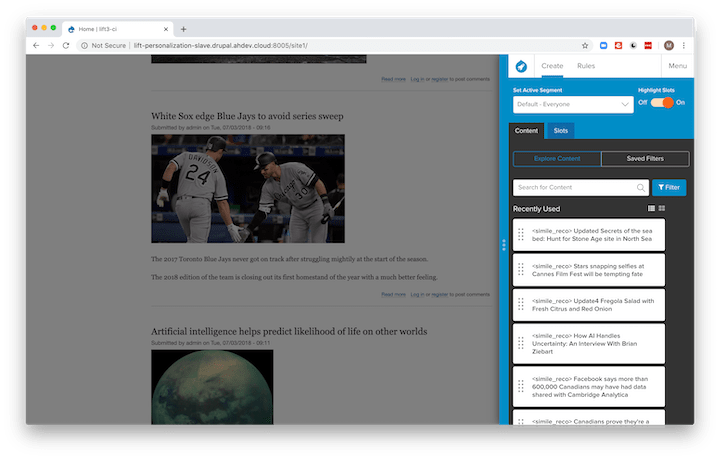 Home | lift3-ci
Not Secure | lift-personalization-slave.drupal.ahdev.cloud:8005/site1/
M
Read more Log in or register to post comments
White Sox edge Blue Jays to avoid series sweep
Submitted by admin on Tue, 07/03/2018 - 09:16
DAVIDSON
24
30
The 2017 Toronto Blue Jays never got on track after struggling mightily at the start of the season.
The 2018 edition of the team is closing out its first homestand of the year with a much better feeling.
Read more Log in or register to post comments
Artificial intelligence helps predict likelihood of life on other worlds
Submitted by admin on Tue, 07/03/2018 - 09:11
Create Rules Menu
Set Active Segment Highlight Slots
Default - Everyone Off On
Content Slots
Explore Content Saved Filters
Search for Content Filter
Recently Used
<simile_reco> Updated Secrets of the sea
bed: Hunt for Stone Age site in North Sea
<simile_reco> Stars snapping selfies at
Cannes Film Fest will be tempting fate
<simile_reco> Update4 Fregola Salad with
Fresh Citrus and Red Onion
<simile_reco> How AI Handles
Uncertainty: An Interview With Brian
Ziebart
<simile_reco> Facebook says more than
600,000 Canadians may have had data
shared with Cambridge Analytica
<simile_reco> Canadians prove they're a